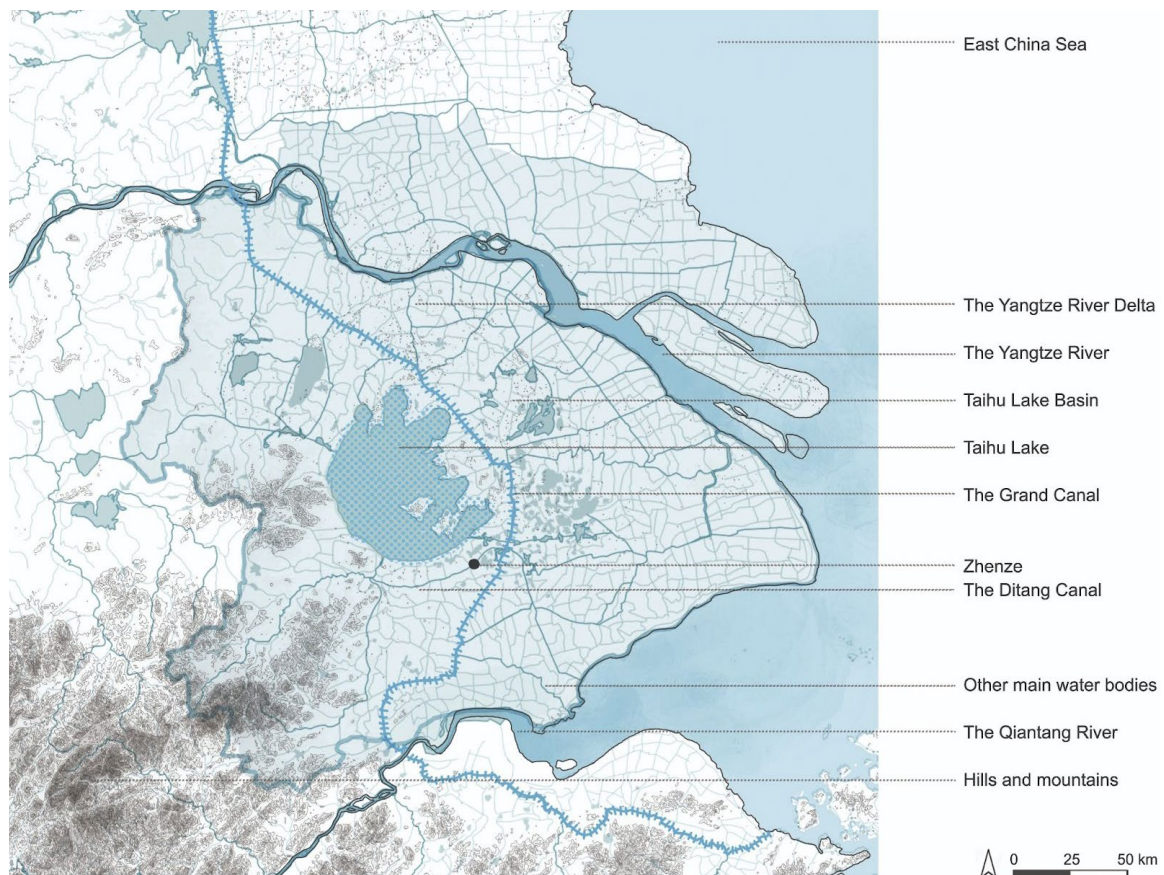 East China Sea
The Yangtze River Delta
The Yangtze River
Taihu Lake Basin
Taihu Lake
The Grand Canal
Zhenze
The Ditang Canal
Other main water bodies
The Qiantang River
Hills and mountains
0 25 50 km